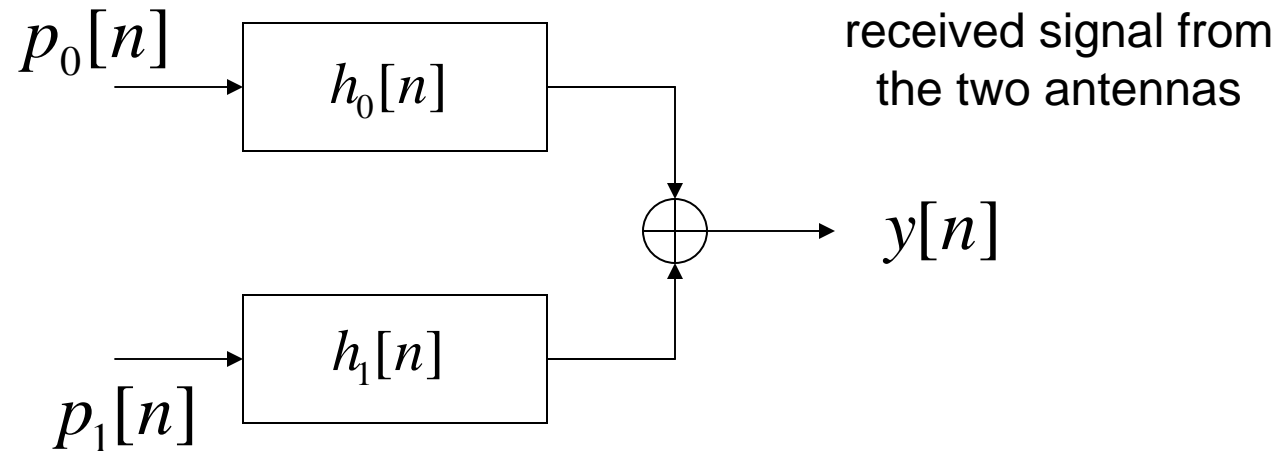 p₀[n]
h₀[n]
received signal from
the two antennas
y[n]
h₁[n]
p₁[n]